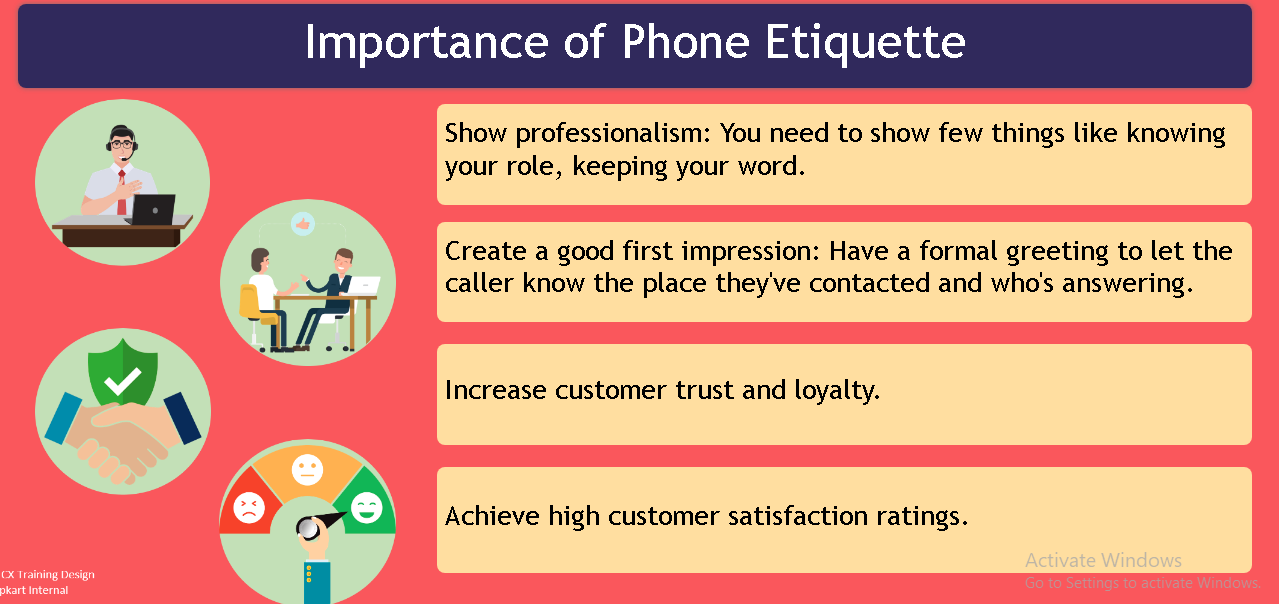 Importance of Phone Etiquette
Show professionalism: You need to show few things like knowing
your role, keeping your word.
Create a good first impression: Have a formal greeting to let the
caller know the place they've contacted and who's answering.
Increase customer trust and loyalty.
Achieve high customer satisfaction ratings.
Activate Windows
Go to Settings to activate Windows.
CX Training Design
pkart Internal